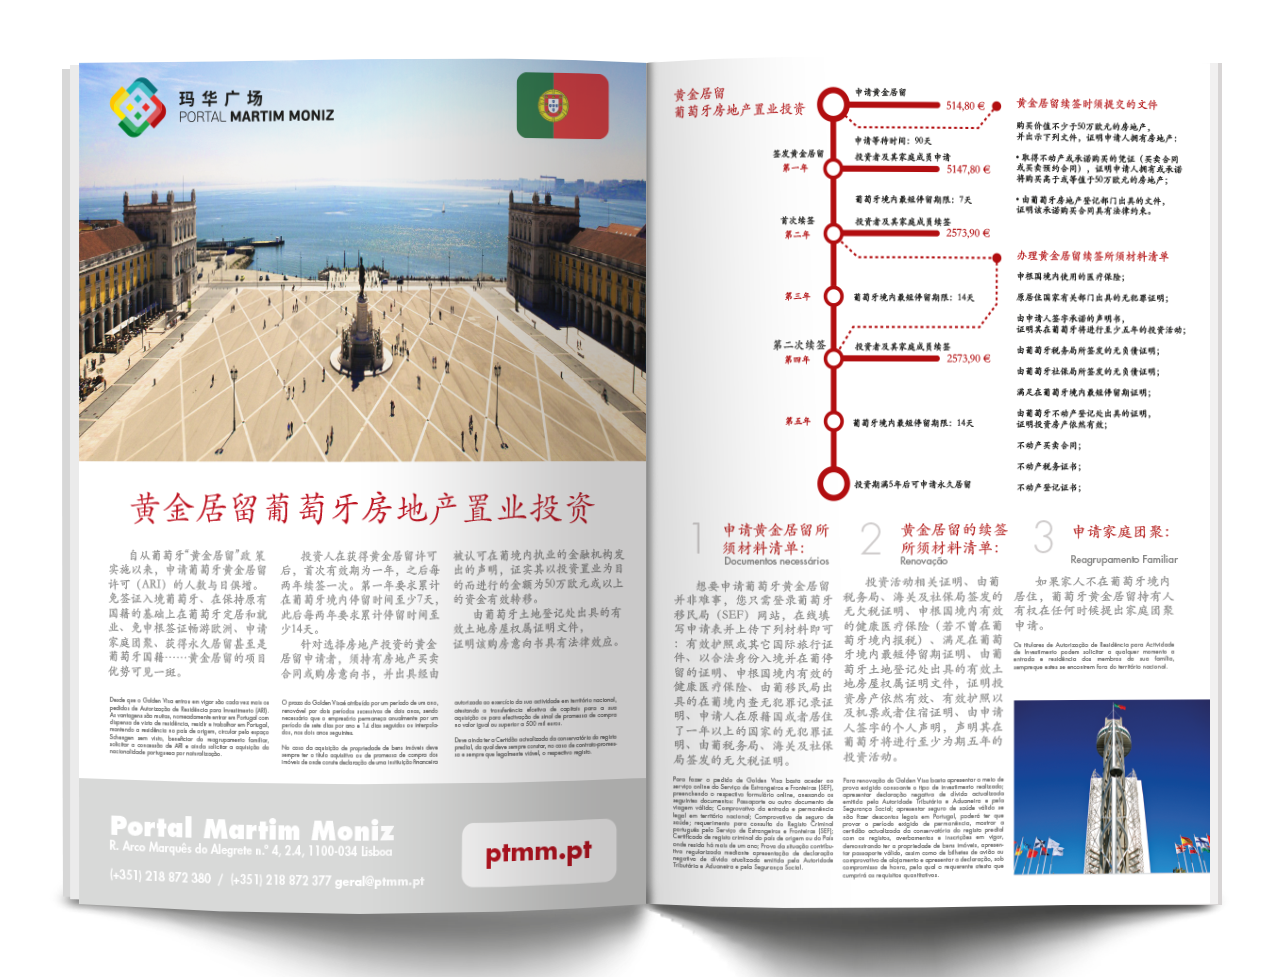 玛华广场
PORTAL MARTIM MONIZ
黄金居留葡萄牙房地产置业投资
自从葡萄牙“黄金居留”政策
实施以来，申请葡萄牙黄金居留
许可（ARI）的人数与日俱增。
免签证入境葡萄牙、在保持原有
国籍的基础上在葡萄牙定居和就
业、免申根签证畅游欧洲、申请
家庭团聚、获得永久居留甚至是
葡萄牙国籍……黄金居留的项目
优势可见一斑。
投资人在获得黄金居留许可
后，首次有效期为一年，之后每
两年续签一次。第一年要求累计
在葡萄牙境内停留时间至少7天，
此后每两年要求累计停留时间至
少14天。
针对选择房地产投资的黄金
居留申请者，须持有房地产买卖
合同或购房意向书，并出具经由
被认可在葡境内执业的金融机构发
出的声明，证实其以投资置业为目
的而进行的金额为50万欧元或以上
的资金有效转移。
由葡萄牙土地登记处出具的有
效土地房屋权属证明文件，
证明该购房意向书具有法律效应。
Desde que o Golden Visa entrou em vigor são cada vez mais os
pedidos de Autorização de Residência para Investimento (ARI).
As vantagens são muitas, nomeadamente entrar em Portugal com
dispensa de visto de residência, residir e trabalhar em Portugal,
mantendo a residência no país de origem, circular pelo espaço
Schengen sem visto, beneficiar do reagrupamento familiar,
solicitar a concessão de ARI e ainda solicitar a aquisição da
nacionalidade portuguesa por naturalização.
O prazo do Golden Visa é atribuído por um período de um ano,
renovável por dois períodos sucessivos de dois anos, sendo
necessário que o empresário permaneça anualmente por um
período de sete dias por ano e 14 dias seguidos ou interpola-
dos, nos dois anos seguintes.
No caso da aquisição de propriedade de bens imóveis deve
sempre ter o título aquisitivo ou de promessa de compra dos
imóveis de onde conste declaração de uma instituição financeira
autorizada ao exercício da sua actividade em território nacional,
atestando a transferência efetiva de capitais para a sua
aquisição ou para efectivação de sinal de promessa de compra
no valor igual ou superior a 500 mil euros.
Deve ainda ter a Certidão actualizada da conservatória do registo
predial, da qual deve sempre constar, no caso de contrato-promes-
sa e sempre que legalmente viável, o respectivo registo.
Portal Martim Moniz
R. Arco Marquês do Alegrete n.º 4, 2.4, 1100-034 Lisboa
(+351) 218 872 380 / (+351) 218 872 377 geral@ptmm.pt
ptmm.pt
黄金居留
葡萄牙房地产置业投资
申请黄金居留
514,80 €
申请等待时间：90天
签发黄金居留
第一年
投资者及其家庭成员申请
5147,80 €
葡萄牙境内最短停留期限：7天
首次续签
第二年
投资者及其家庭成员续签
2573,90 €
第三年
葡萄牙境内最短停留期限：14天
第二次续签
第四年
投资者及其家庭成员续签
2573,90 €
第五年
葡萄牙境内最短停留期限：14天
投资期满5年后可申请永久居留
黄金居留续签时须提交的文件
购买价值不少于50万欧元的房地产，
并出示下列文件，证明申请人拥有房地产：
• 取得不动产或承诺购买的凭证（买卖合同
或买卖预约合同），证明申请人拥有或承诺
将购买高于或等值于50万欧元的房地产；
• 由葡萄牙房地产登记部门出具的文件，
证明该承诺购买合同具有法律约束。
办理黄金居留续签所须材料清单
申根国境内使用的医疗保险；
原居住国家有关部门出具的无犯罪证明；
由申请人签字承诺的声明书，
证明其在葡萄牙将进行至少五年的投资活动；
由葡萄牙税务局所签发的无负债证明；
由葡萄牙社保局所签发的无负债证明；
满足在葡萄牙境内最短停留期证明；
由葡萄牙不动产登记处出具的证明，
证明投资房产依然有效；
不动产买卖合同；
不动产税务证书；
不动产登记证书；
1
申请黄金居留所
须材料清单：
Documentos necessários
想要申请葡萄牙黄金居留
并非难事，您只需登录葡萄牙
移民局（SEF）网站，在线填
写申请表并上传下列材料即可
：有效护照或其它国际旅行证
件、以合法身份入境并在葡停
留的证明、申根国境内有效的
健康医疗保险、由葡移民局出
具的在葡境内查无犯罪记录证
明、申请人在原籍国或者居住
了一年以上的国家的无犯罪证
明、由葡税务局、海关及社保
局签发的无欠税证明。
Para fazer o pedido de Golden Visa basta aceder ao
serviço online do Serviço de Estrangeiros e Fronteiras (SEF),
preenchendo o respectivo formulário online, anexando os
seguintes documentos: Passaporte ou outro documento de
viagem válido; Comprovativo da entrada e permanência
legal em território nacional; Comprovativo de seguro de
saúde; requerimento para consulta do Registo Criminal
português pelo Serviço de Estrangeiros e Fronteiras (SEF);
Certificado de registo criminal do país de origem ou do País
onde resida há mais de um ano; Prova da situação contribu-
tiva regularizada mediante apresentação de declaração
negativa de dívida atualizada emitida pela Autoridade
Tributária e Aduaneira e pela Segurança Social.
2
黄金居留的续签
所须材料清单：
Renovação
投资活动相关证明、由葡
税务局、海关及社保局签发的
无欠税证明、申根国境内有效
的健康医疗保险（若不曾在葡
萄牙境内报税）、满足在葡萄
牙境内最短停留期证明、由葡
萄牙土地登记处出具的有效土
地房屋权属证明文件，证明投
资房产依然有效、有效护照以
及机票或者住宿证明、由申请
人签字的个人声明，声明其在
葡萄牙将进行至少为期五年的
投资活动。
Para renovação do Golden Visa basta apresentar o meio de
prova exigido consoante o tipo de investimento realizado;
apresentar declaração negativa de dívida actualizada
emitida pela Autoridade Tributária e Aduaneira e pela
Segurança Social; apresentar seguro de saúde válido se
não fizer descontos legais em Portugal, poderá ter que
provar o período exigido de permanência, mostrar a
certidão actualizada da conservatória do registo predial
com os registos, averbamentos e inscrições em vigor,
demonstrando ter a propriedade de bens imóveis, apresen-
tar passaporte válido, assim como de bilhetes de avião ou
comprovativo de alojamento e apresentar a declaração, sob
compromisso de honra, pela qual o requerente ateste que
cumprirá os requisitos quantitativos.
3
申请家庭团聚：
Reagrupamento Familiar
如果家人不在葡萄牙境内
居住，葡萄牙黄金居留持有人
有权在任何时候提出家庭团聚
申请。
Os titulares de Autorização de Residência para Actividade
de Investimento podem solicitar a qualquer momento a
entrada e residência dos membros da sua família,
sempre que estes se encontrem fora do território nacional.